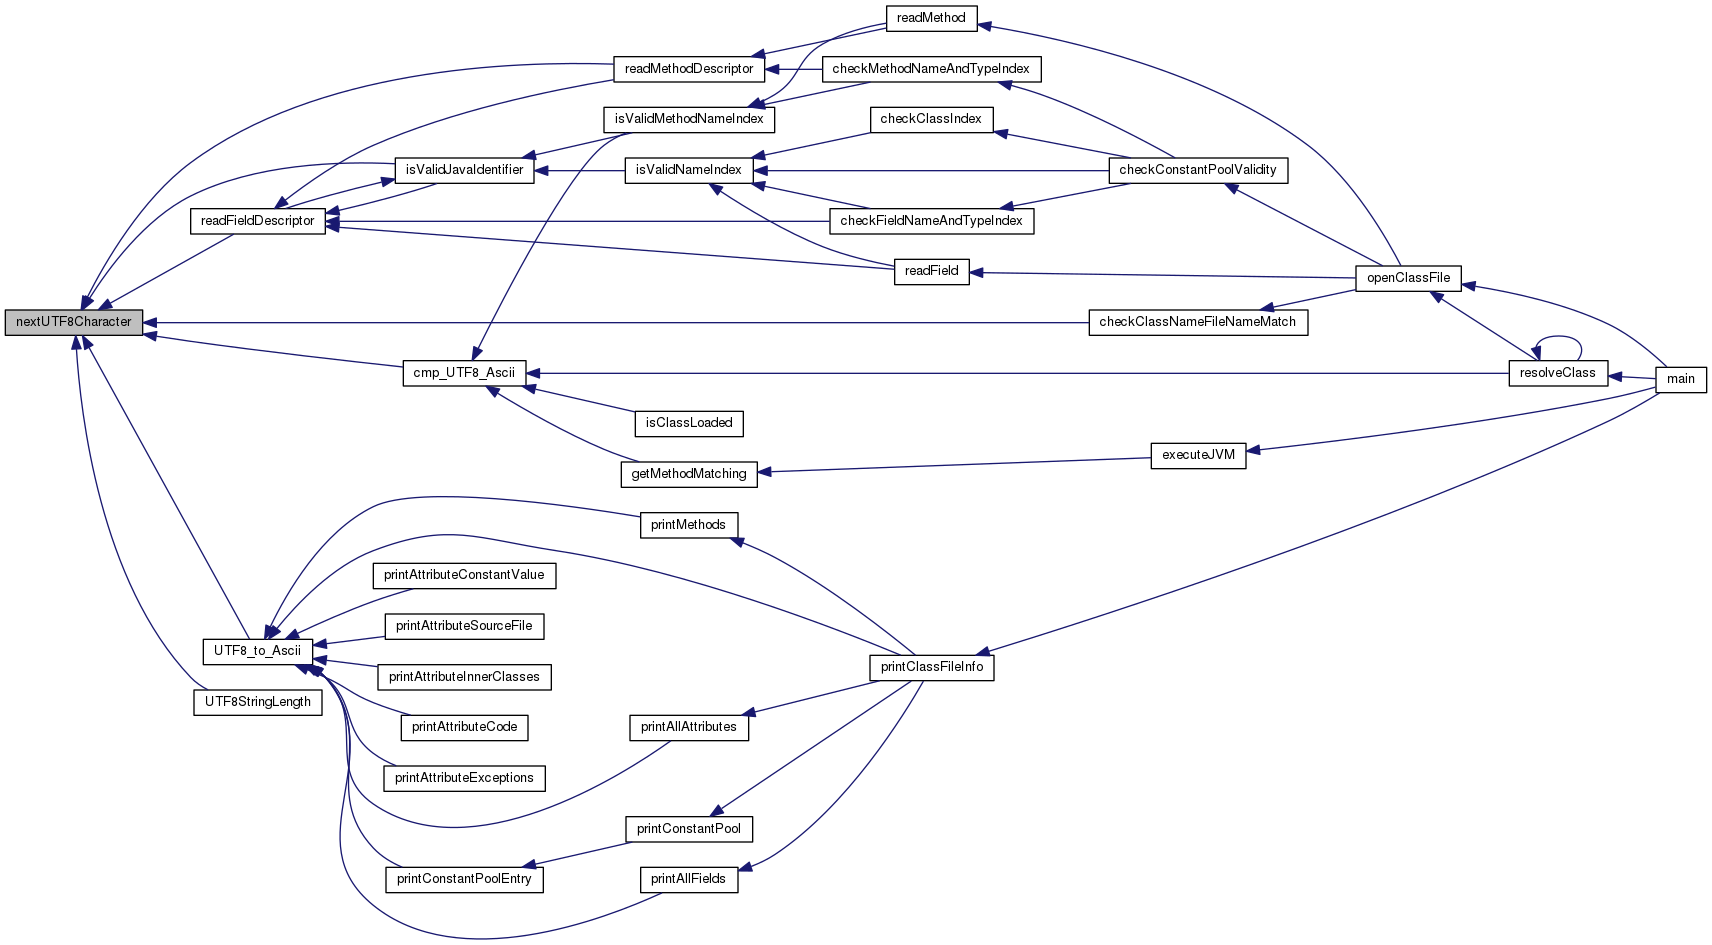 readMethod
readMethodDescriptor
checkMethodNameAndTypeIndex
isValidMethodNameIndex
checkClassIndex
isValidJavaIdentifier
isValidNameIndex
checkConstantPoolValidity
readFieldDescriptor
checkFieldNameAndTypeIndex
readField
openClassFile
nextUTF8Character
checkClassNameFileNameMatch
cmp_UTF8_Ascii
resolveClass
main
isClassLoaded
executeJVM
getMethodMatching
printMethods
printAttributeConstantValue
printAttributeSourceFile
UTF8_to_Ascii
printClassFileInfo
printAttributeInnerClasses
UTF8StringLength
printAttributeCode
printAllAttributes
printAttributeExceptions
printConstantPool
printConstantPoolEntry
printAllFields